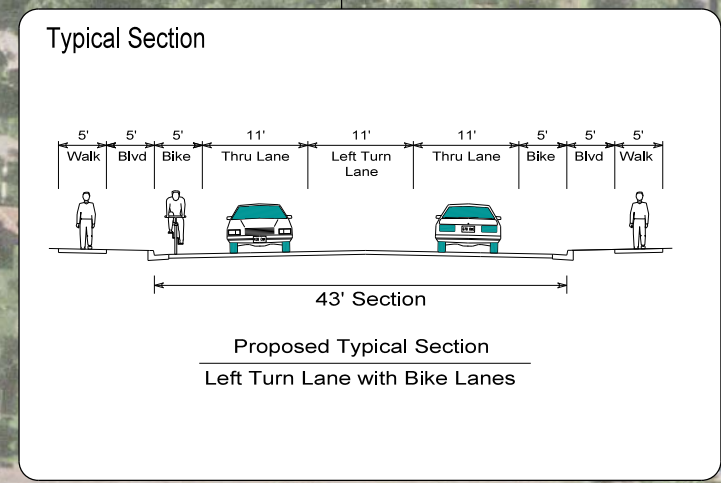 Typical Section
5' 5' 5' 11' 11' 11' 5' 5' 5'
Walk Blvd Bike Thru Lane Left Turn Thru Lane Bike Blvd Walk
Lane
43' Section
Proposed Typical Section
Left Turn Lane with Bike Lanes